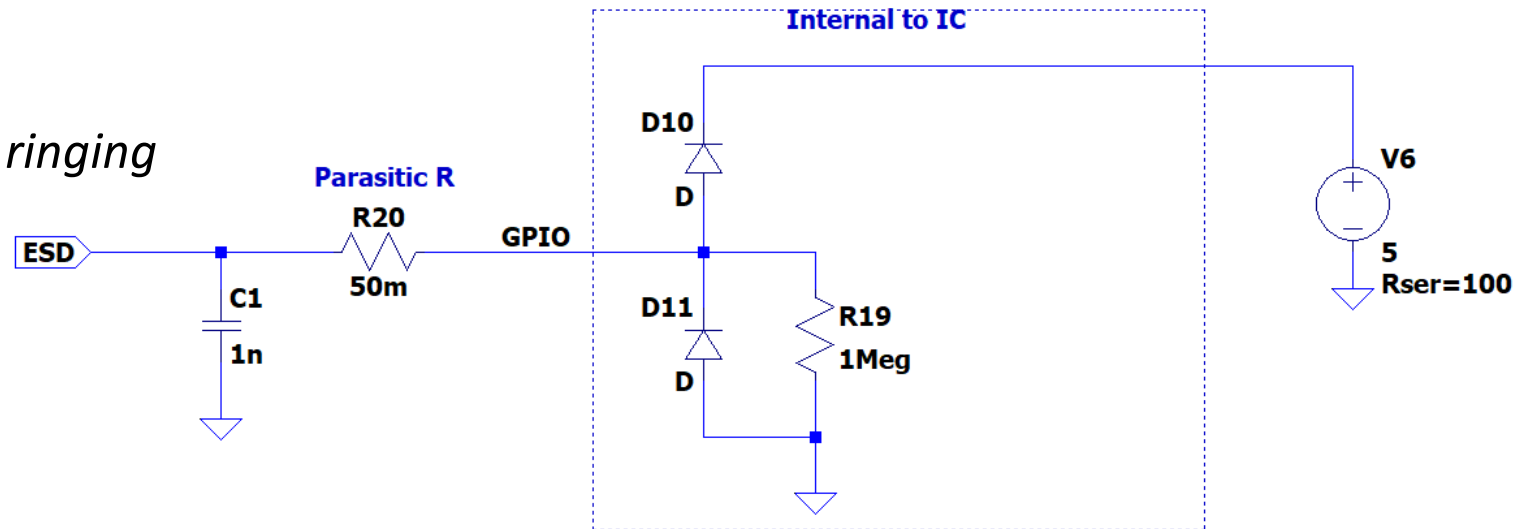 Internal to IC
ringing
D10
D
V6
5
Rser=100
Parasitic R
R20
50m
ESD
GPIO
C1
1n
D11
D
R19
1Meg